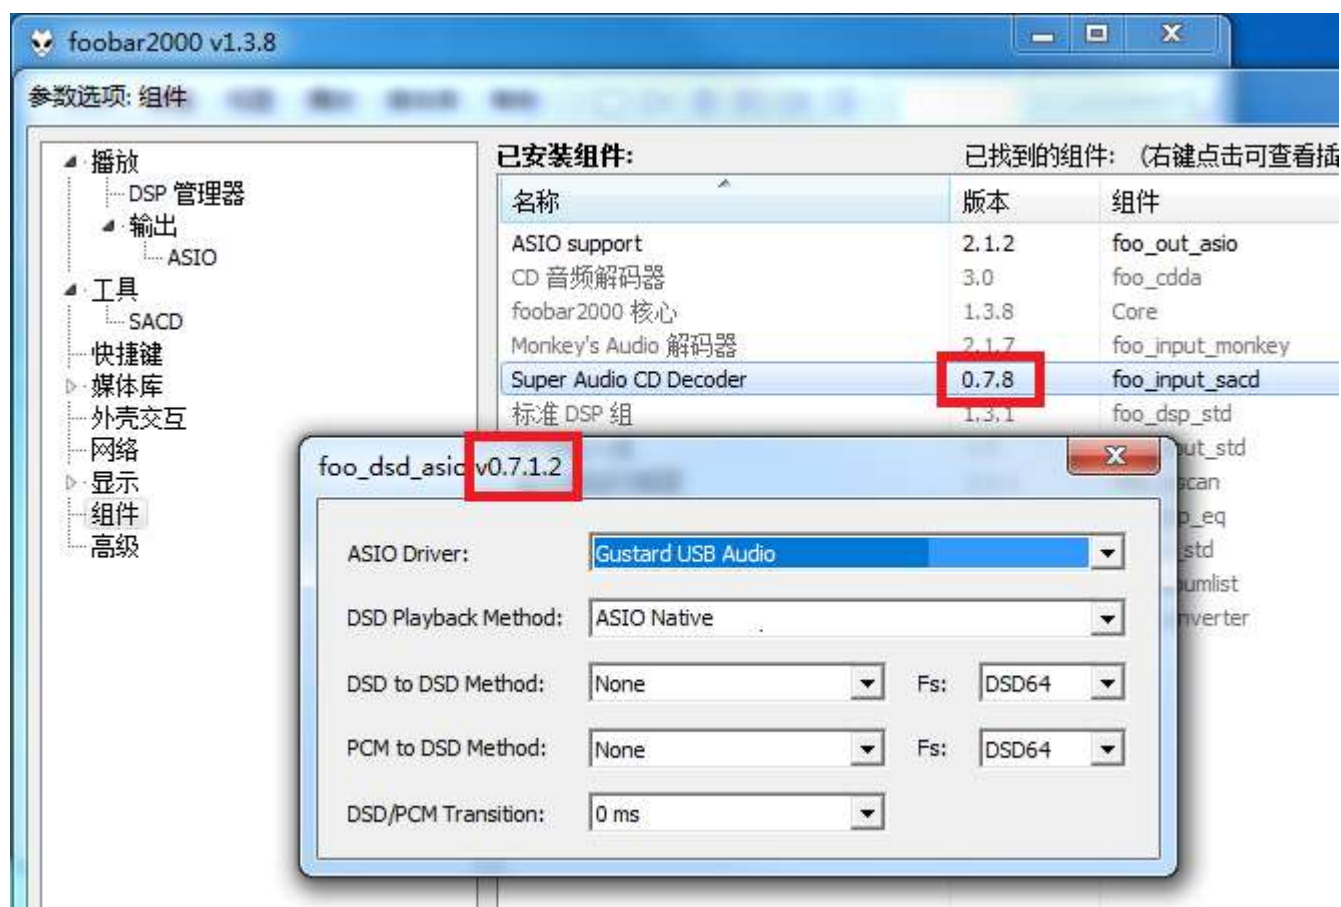 foobar2000 v1.3.8
参数选项: 组件
播放
DSP 管理器
输出
ASIO
工具
SACD
快捷键
媒体库
外壳交互
网络
显示
组件
高级
已安装组件: 已找到的组件: (右键点击可查看插
名称 版本 组件
ASIO support 2.1.2 foo_out_asio
CD 音频解码器 3.0 foo_cdda
foobar2000 核心 1.3.8 Core
Monkey's Audio 解码器 2.1.7 foo_input_monkey
Super Audio CD Decoder 0.7.8 foo_input_sacd
标准 DSP 组 1.3.1 foo_dsp_std
foo_dsd_asio v0.7.1.2
ASIO Driver: Gustard USB Audio
DSD Playback Method: ASIO Native
DSD to DSD Method: None Fs: DSD64
PCM to DSD Method: None Fs: DSD64
DSD/PCM Transition: 0 ms